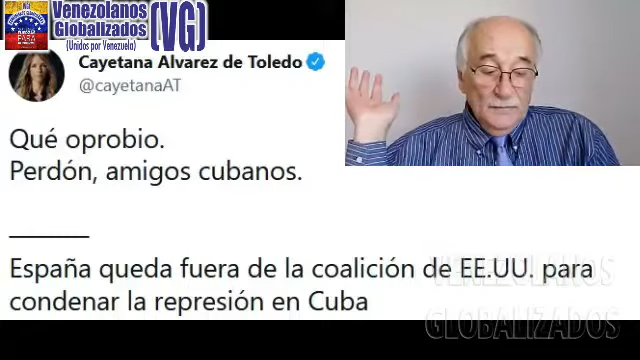 Venezolanos
Globalizados
(Unidos por Venezuela)
(VG)
Cayetana Alvarez de Toledo
@cayetanaAT
Qué oprobio.
Perdón, amigos cubanos.
España queda fuera de la coalición de EE.UU. para
condenar la represión en Cuba
VENEZOLANOS
GLOBALIZADOS